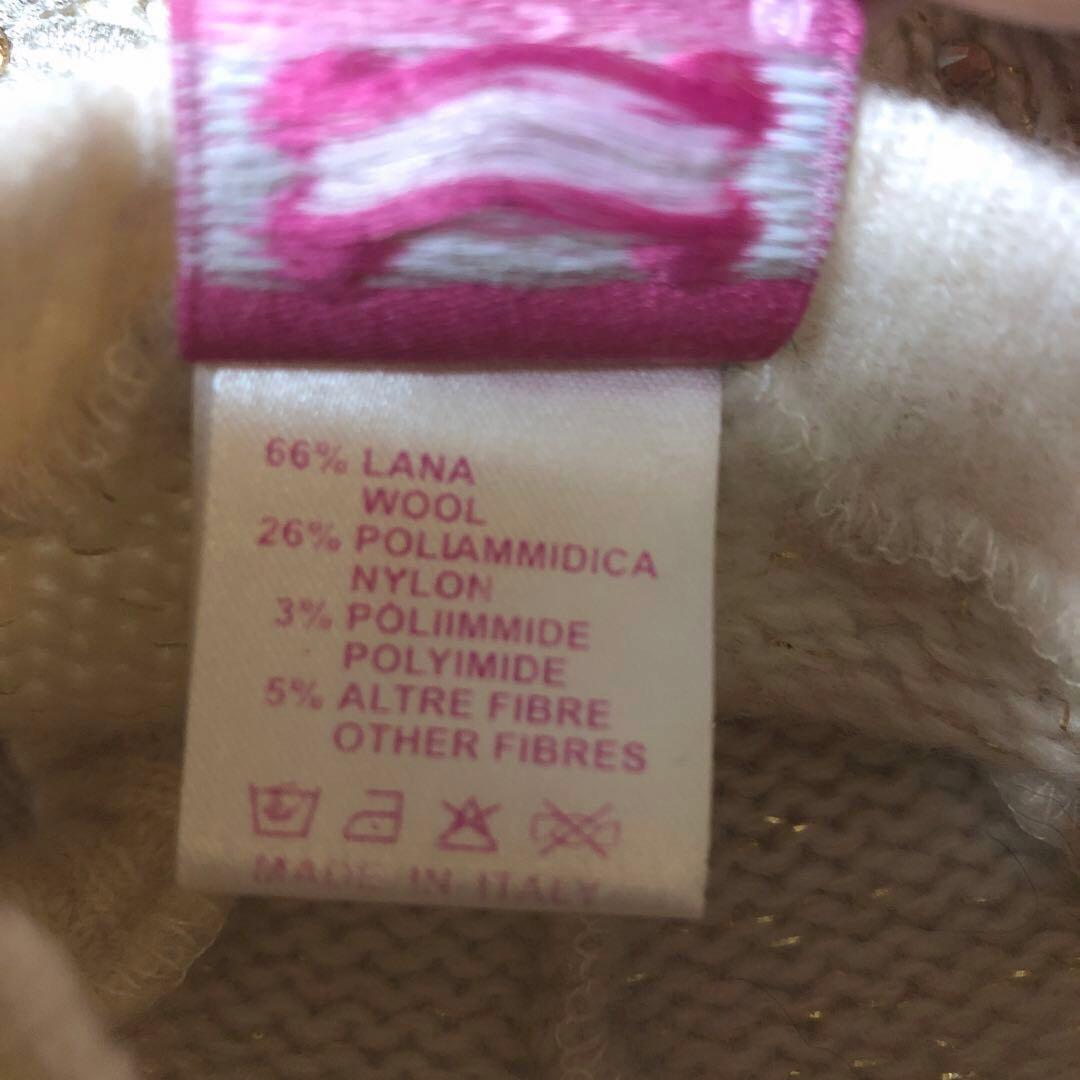 66% LANA
WOOL
26% POLIAMMIDICA
NYLON
3% POLIIMMIDE
POLYIMIDE
5% ALTRE FIBRE
OTHER FIBRES
MADE IN ITALY